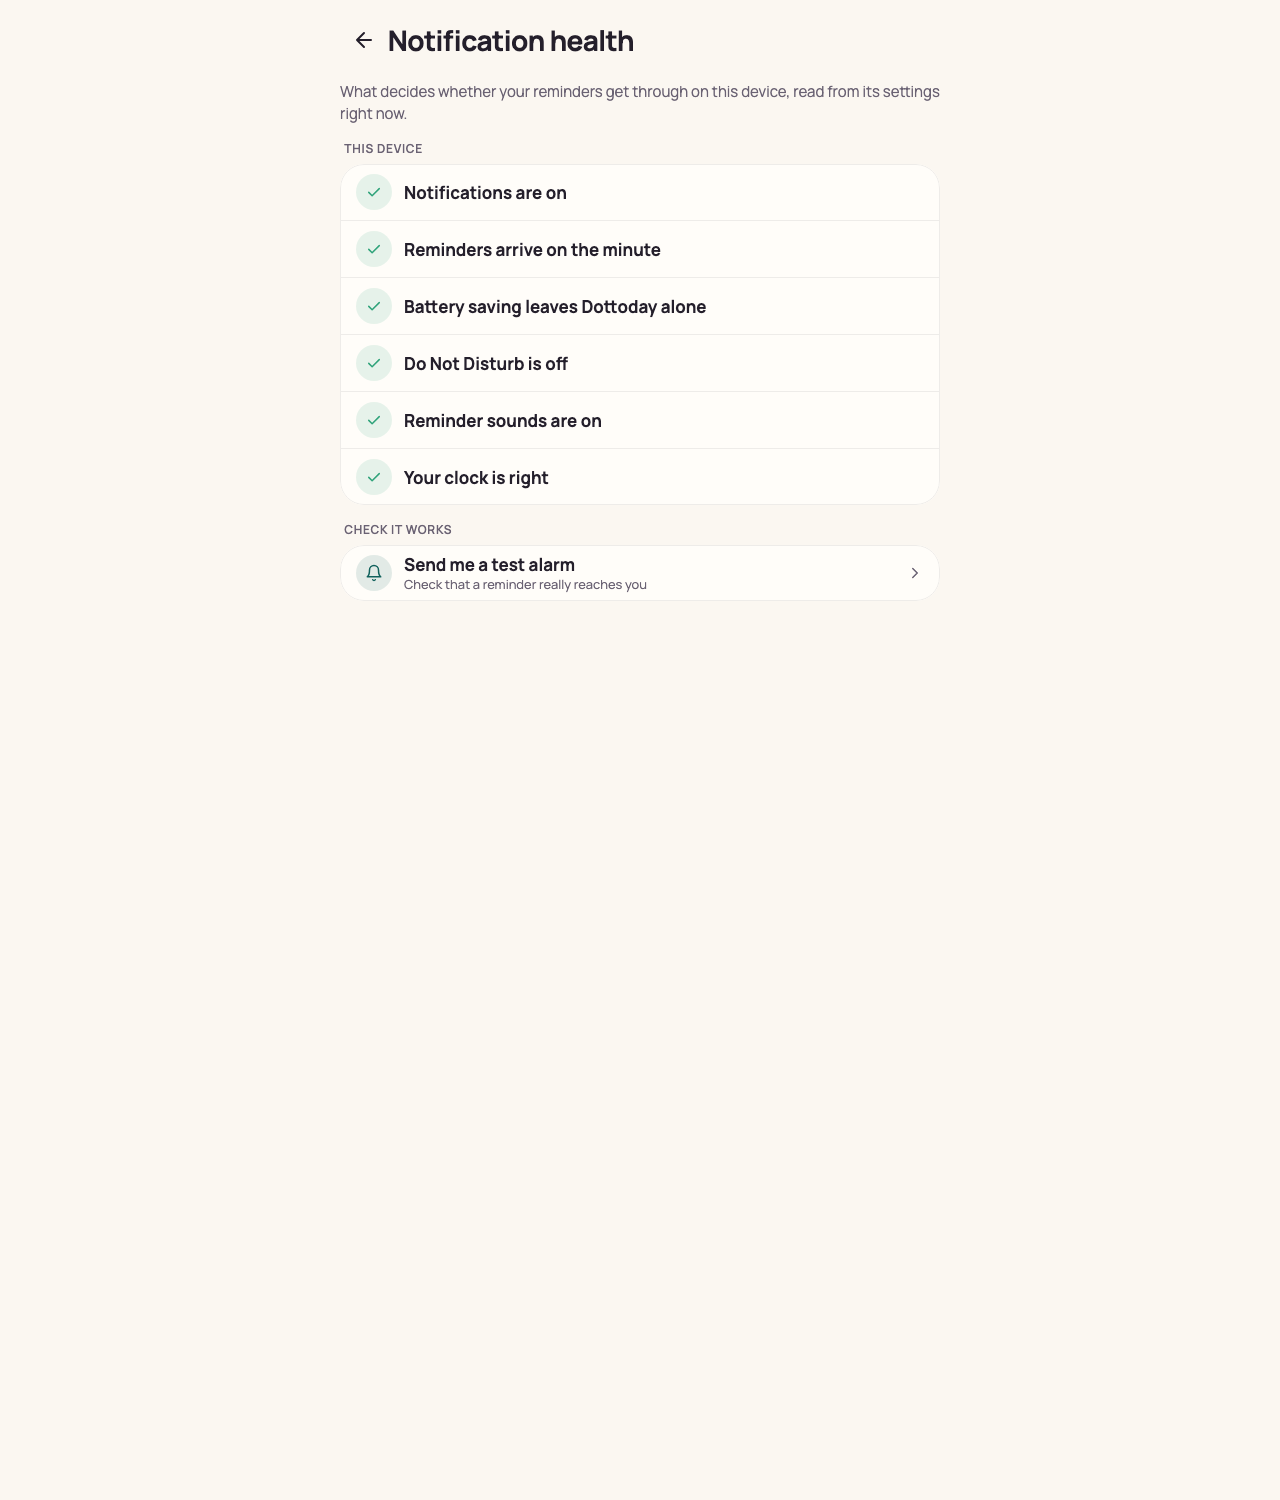 Notification health
What decides whether your reminders get through on this device, read from its settings
right now.
THIS DEVICE
Notifications are on
Reminders arrive on the minute
Battery saving leaves Dottoday alone
Do Not Disturb is off
Reminder sounds are on
Your clock is right
CHECK IT WORKS
Send me a test alarm
Check that a reminder really reaches you